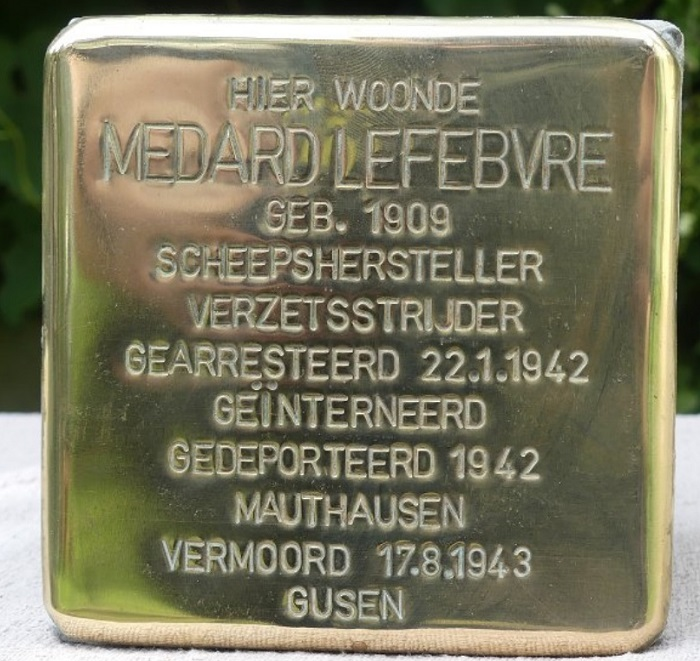 HIER WOONDE
MEDARD LEFEBVRE
GEB. 1909
SCHEEPSHERSTELLER
VERZETSSTRIJDER
GEARRESTEERD 22.1.1942
GEÏNTERNEERD
GEDEPORTEERD 1942
MAUTHAUSEN
VERMOORD 17.8.1943
GUSEN